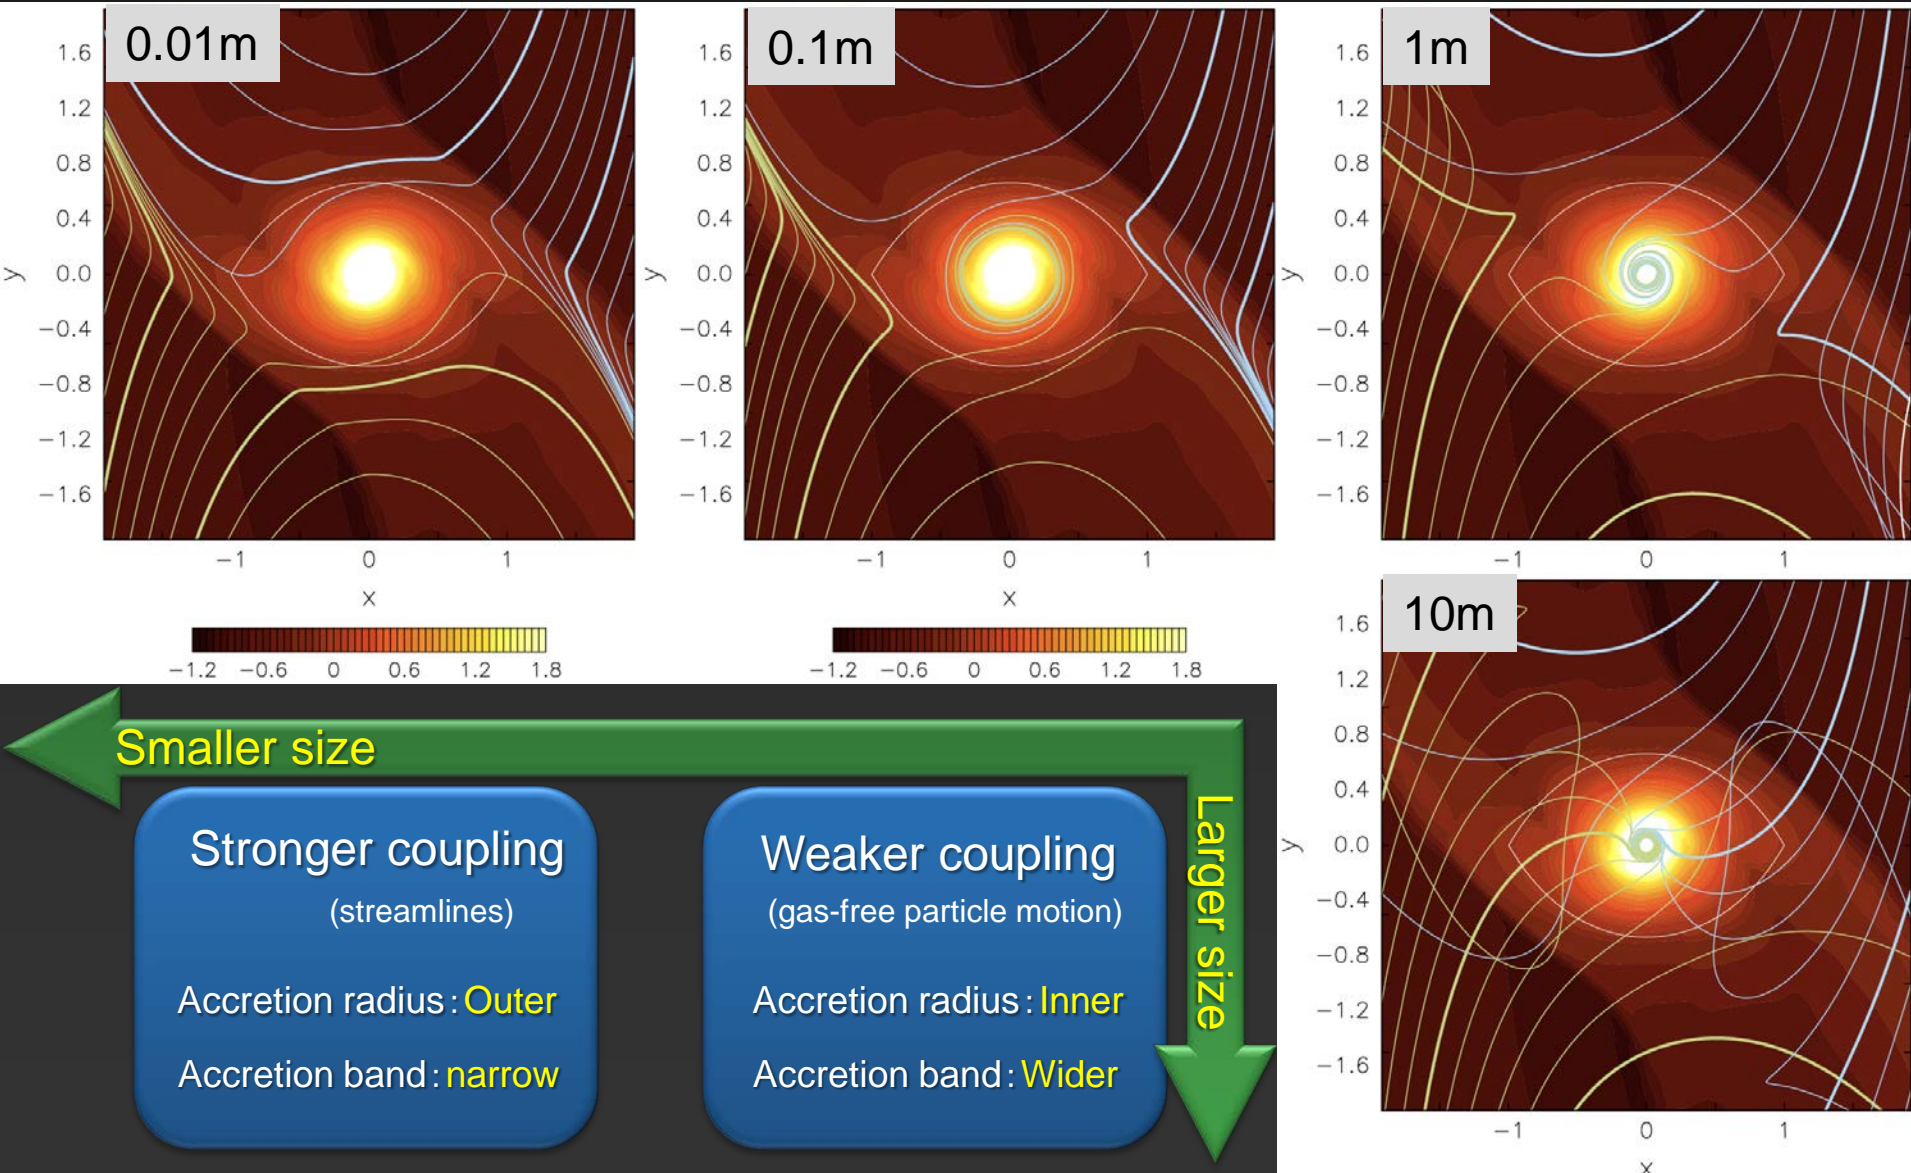 0.01m
1.6
1.2
0.8
0.4
0.0
−0.4
−0.8
−1.2
−1.6
y
−1 0 1
x
−1.2 −0.6 0 0.6 1.2 1.8
0.1m
1.6
1.2
0.8
0.4
0.0
−0.4
−0.8
−1.2
−1.6
y
−1 0 1
x
−1.2 −0.6 0 0.6 1.2 1.8
1m
1.6
1.2
0.8
0.4
0.0
−0.4
−0.8
−1.2
−1.6
y
−1 0 1
10m
1.6
1.2
0.8
0.4
0.0
−0.4
−0.8
−1.2
−1.6
y
−1 0 1
x
Smaller size
Larger size
Stronger coupling
(streamlines)
Accretion radius：Outer
Accretion band：narrow
Weaker coupling
(gas-free particle motion)
Accretion radius：Inner
Accretion band：Wider